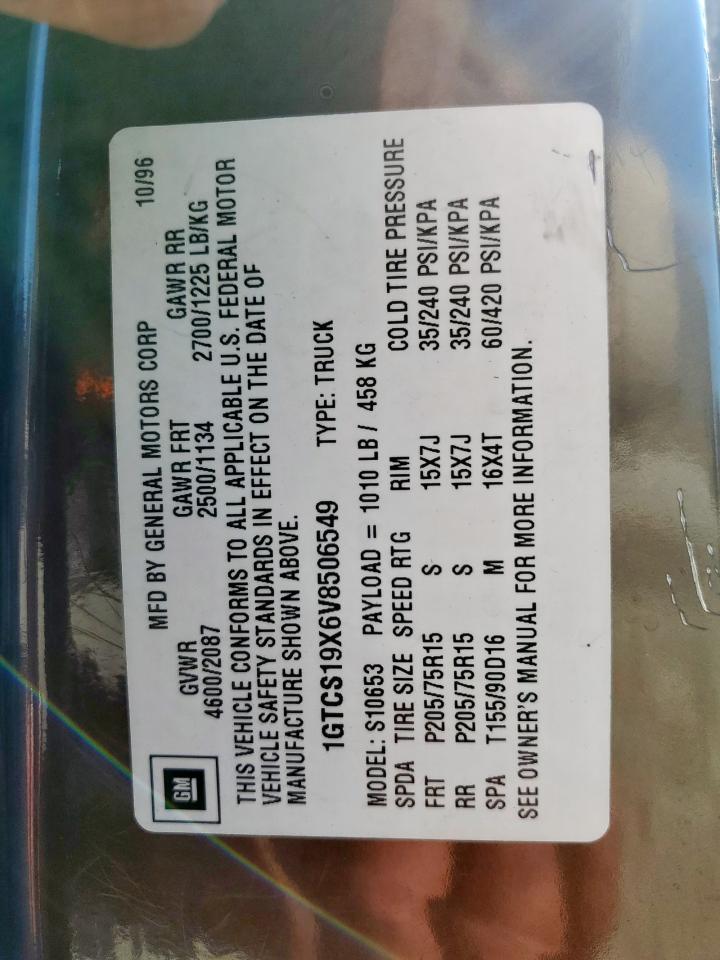 GM
MFD BY GENERAL MOTORS CORP 10/96
GVWR GAWR FRT GAWR RR
4600/2087 2500/1134 2700/1225 LB/KG
THIS VEHICLE CONFORMS TO ALL APPLICABLE U.S. FEDERAL MOTOR
VEHICLE SAFETY STANDARDS IN EFFECT ON THE DATE OF
MANUFACTURE SHOWN ABOVE.
1GTCS19X6V8506549 TYPE: TRUCK
MODEL: S10653 PAYLOAD = 1010 LB / 458 KG
SPDA TIRE SIZE SPEED RTG RIM COLD TIRE PRESSURE
FRT P205/75R15 S 15X7J 35/240 PSI/KPA
RR P205/75R15 S 15X7J 35/240 PSI/KPA
SPA T155/90D16 M 16X4T 60/420 PSI/KPA
SEE OWNER'S MANUAL FOR MORE INFORMATION.